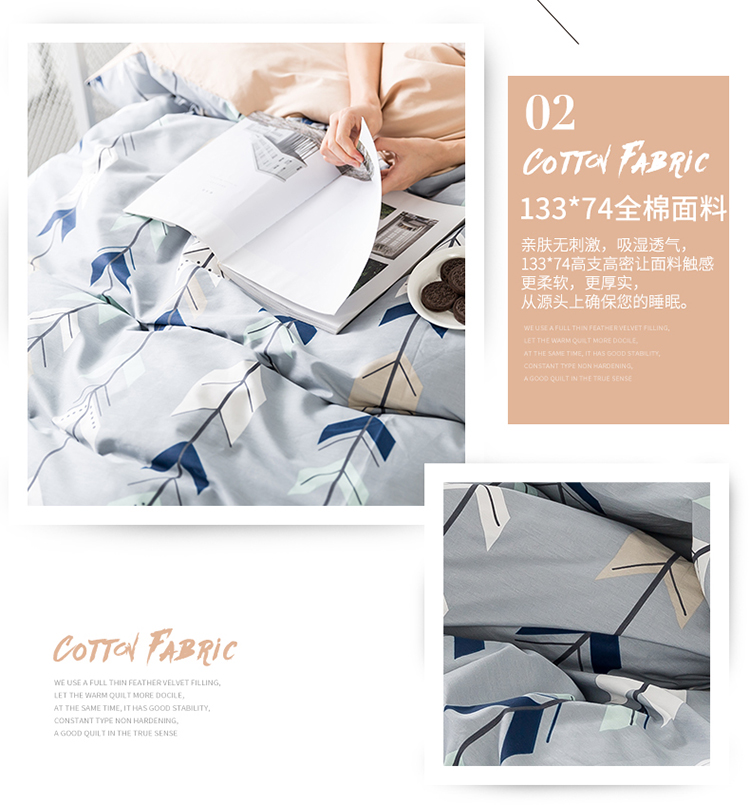 02
COTTON FABRIC
133*74全棉面料
亲肤无刺激，吸湿透气，
133*74高支高密让面料触感
更柔软，更厚实，
从源头上确保您的睡眠。
WE USE A FULL THIN FEATHER VELVET FILLING,
LET THE WARM QUILT MORE DOCILE,
AT THE SAME TIME, IT HAS GOOD STABILITY,
CONSTANT TYPE NON HARDENING,
A GOOD QUILT IN THE TRUE SENSE
COTTON FABRIC
WE USE A FULL THIN FEATHER VELVET FILLING,
LET THE WARM QUILT MORE DOCILE,
AT THE SAME TIME, IT HAS GOOD STABILITY,
CONSTANT TYPE NON HARDENING,
A GOOD QUILT IN THE TRUE SENSE